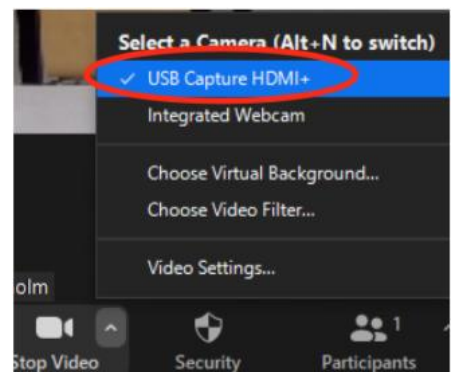 Select a Camera (Alt+N to switch)
✓ USB Capture HDMI+
Integrated Webcam
Choose Virtual Background...
Choose Video Filter...
Video Settings...
olm
1
Stop Video Security Participants